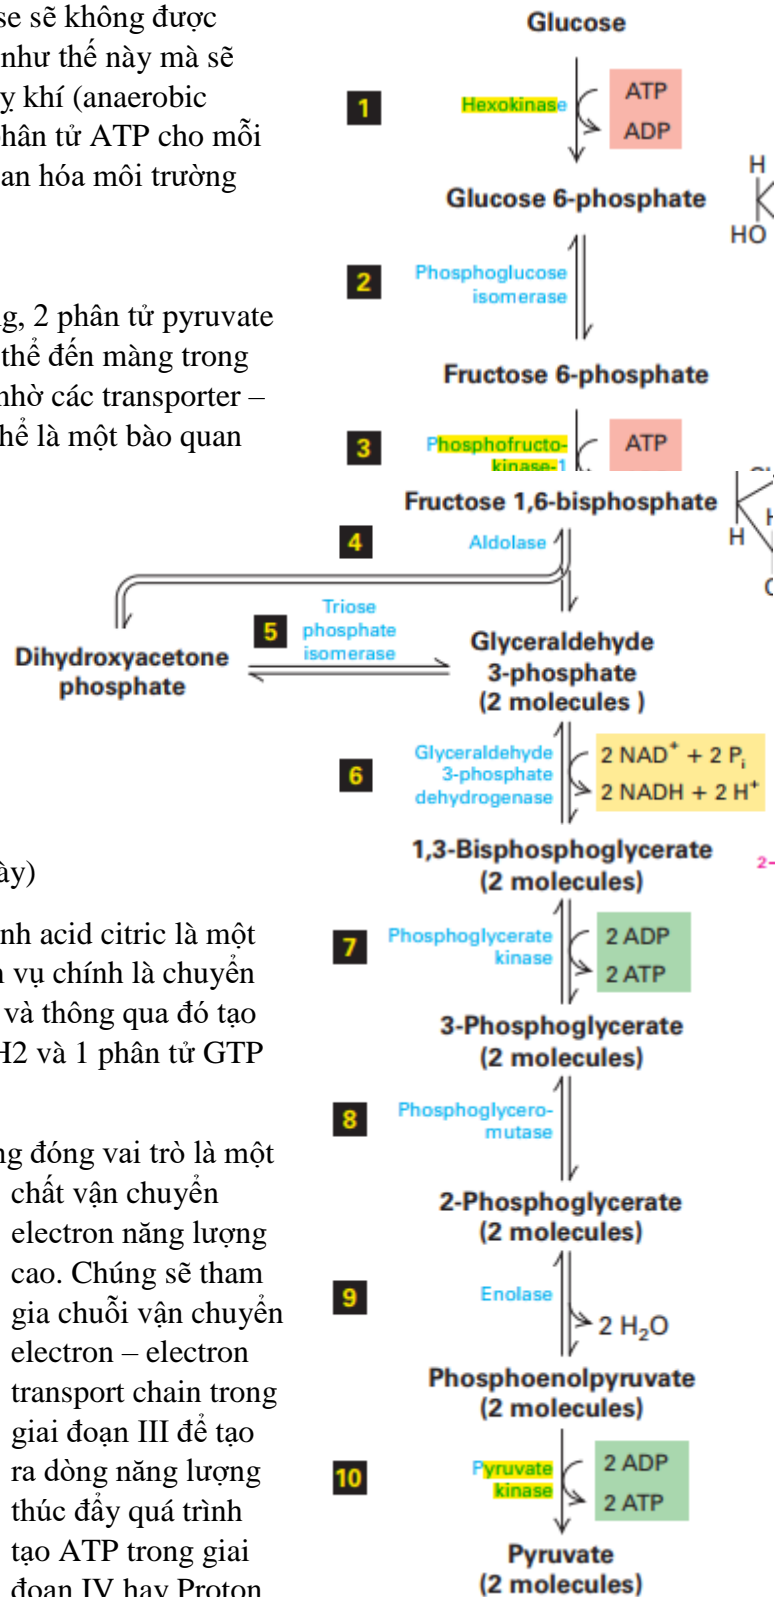 se sẽ không được
như thế này mà sẽ
khí (anaerobic
phân tử ATP cho mỗi
an hóa môi trường
2 phân tử pyruvate
thể đến màng trong
nhờ các transporter –
là một bào quan
ày)
acid citric là một
vụ chính là chuyển
và thông qua đó tạo
H2 và 1 phân tử GTP
đóng vai trò là một
chất vận chuyển
electron năng lượng
cao. Chúng sẽ tham
gia chuỗi vận chuyển
electron – electron
transport chain trong
giai đoạn III để tạo
ra dòng năng lượng
thúc đẩy quá trình
tạo ATP trong giai
đoạn IV hay Proton
Glucose
1 Hexokinase ATP
ADP
Glucose 6-phosphate
H
HO
2 Phosphoglucose
isomerase
Fructose 6-phosphate
3 Phosphofructo-
kinase-1
ATP
Fructose 1,6-bisphosphate
H
4 Aldolase
5 Triose
phosphate
isomerase
Dihydroxyacetone
phosphate
Glyceraldehyde
3-phosphate
(2 molecules )
6 Glyceraldehyde
3-phosphate
dehydrogenase
2 NAD⁺ + 2 Pᵢ
2 NADH + 2 H⁺
1,3-Bisphosphoglycerate
(2 molecules)
2-
7 Phosphoglycerate
kinase
2 ADP
2 ATP
3-Phosphoglycerate
(2 molecules)
8 Phosphoglycero-
mutase
2-Phosphoglycerate
(2 molecules)
9 Enolase
2 H₂O
Phosphoenolpyruvate
(2 molecules)
10 Pyruvate
kinase
2 ADP
2 ATP
Pyruvate
(2 molecules)